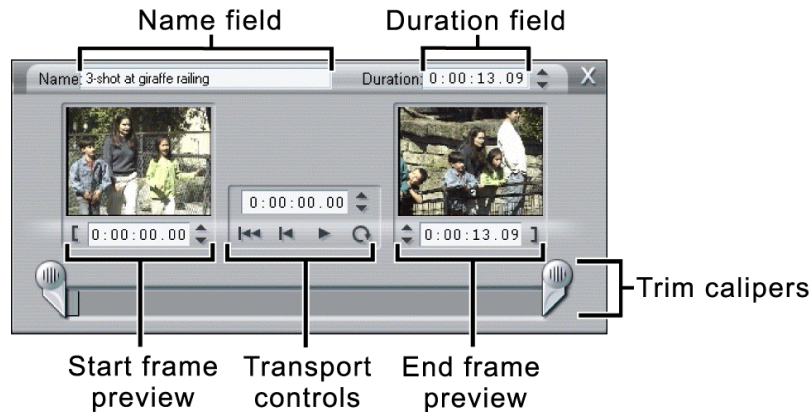 Name field Duration field
Name: 3-shot at giraffe railing Duration: 0:00:13.09 X
0:00:00.00
[ 0:00:00.00 0:00:13.09 ]
Trim calipers
Start frame preview
Transport controls
End frame preview